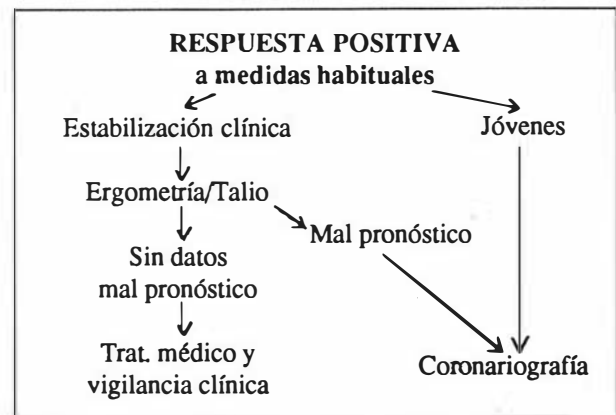 RESPUESTA POSITIVA
a medidas habituales
Estabilización clínica
Jóvenes
Ergometría/Talio
Mal pronóstico
Sin datos
mal pronóstico
Trat. médico y
vigilancia clínica
Coronariografía